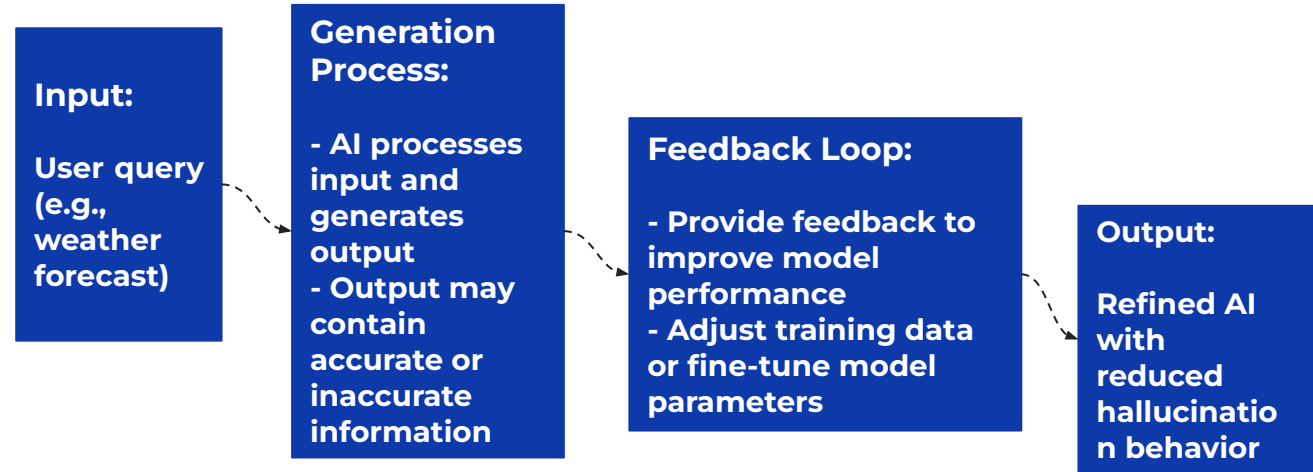 Input:
User query
(e.g.,
weather
forecast)
Generation
Process:
- AI processes
input and
generates
output
- Output may
contain
accurate or
inaccurate
information
Feedback Loop:
- Provide feedback to
improve model
performance
- Adjust training data
or fine-tune model
parameters
Output:
Refined AI
with
reduced
hallucinatio
n behavior